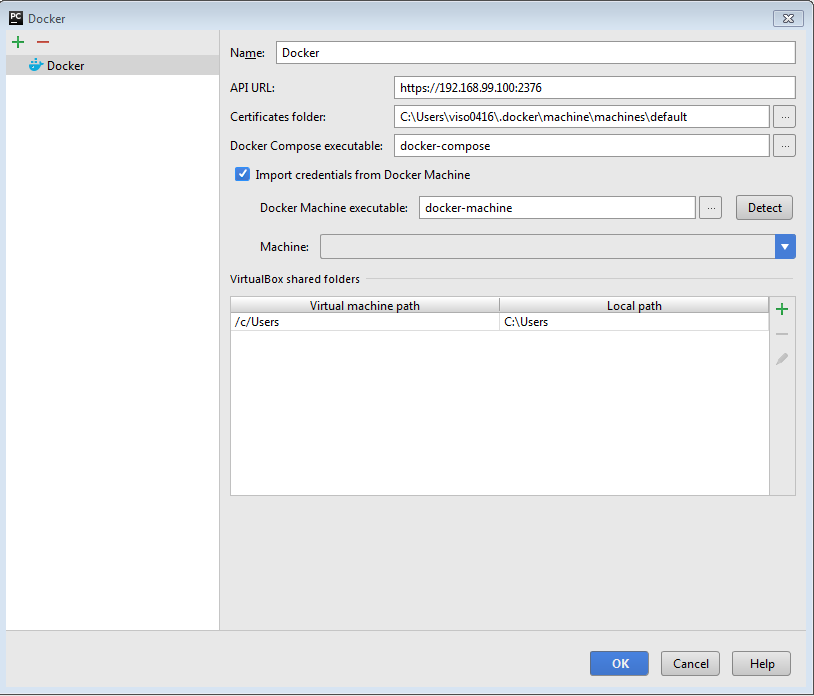 PC Docker
Docker
Name: Docker
API URL: https://192.168.99.100:2376
Certificates folder: C:\Users\viso0416\.docker\machine\machines\default ...
Docker Compose executable: docker-compose ...
Import credentials from Docker Machine
Docker Machine executable: docker-machine ... Detect
Machine:
VirtualBox shared folders
Virtual machine path Local path
/c/Users C:\Users
OK Cancel Help